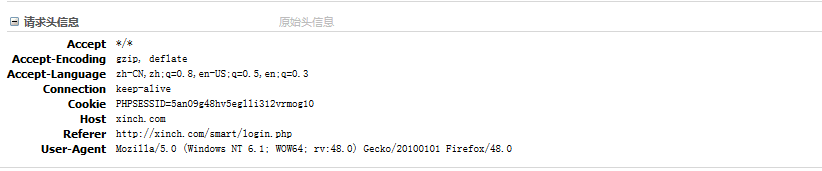 请求头信息 原始头信息
Accept */*
Accept-Encoding gzip, deflate
Accept-Language zh-CN,zh;q=0.8,en-US;q=0.5,en;q=0.3
Connection keep-alive
Cookie PHPSESSID=5an09g48hv5eglli312vrmog10
Host xinch.com
Referer http://xinch.com/smart/login.php
User-Agent Mozilla/5.0 (Windows NT 6.1; WOW64; rv:48.0) Gecko/20100101 Firefox/48.0